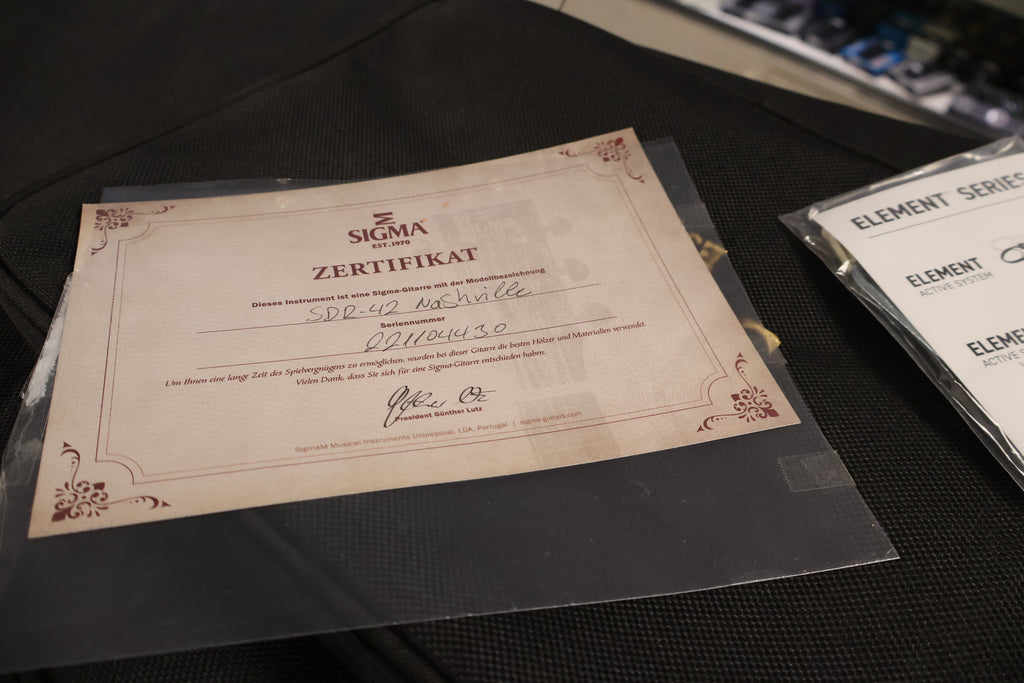 SIGMA
EST. 1970
ZERTIFIKAT
Dieses Instrument ist eine Sigma-Gitarre mit der Modellbezeichnung
SDR-42 Nashville
Seriennummer
221104430
Um Ihnen eine lange Zeit des Spielvergnügens zu ermöglichen, wurden bei dieser Gitarre die besten Hölzer und Materialien verwendet.
Vielen Dank, dass Sie sich für eine Sigma-Gitarre entschieden haben.
President Günther Lutz
SigmaM Musical Instruments Unipessoal, LDA. Portugal | sigma-guitars.com
ELEMENT SERIES
ELEMENT
ACTIVE SYSTEM
ELEME
ACTIVE